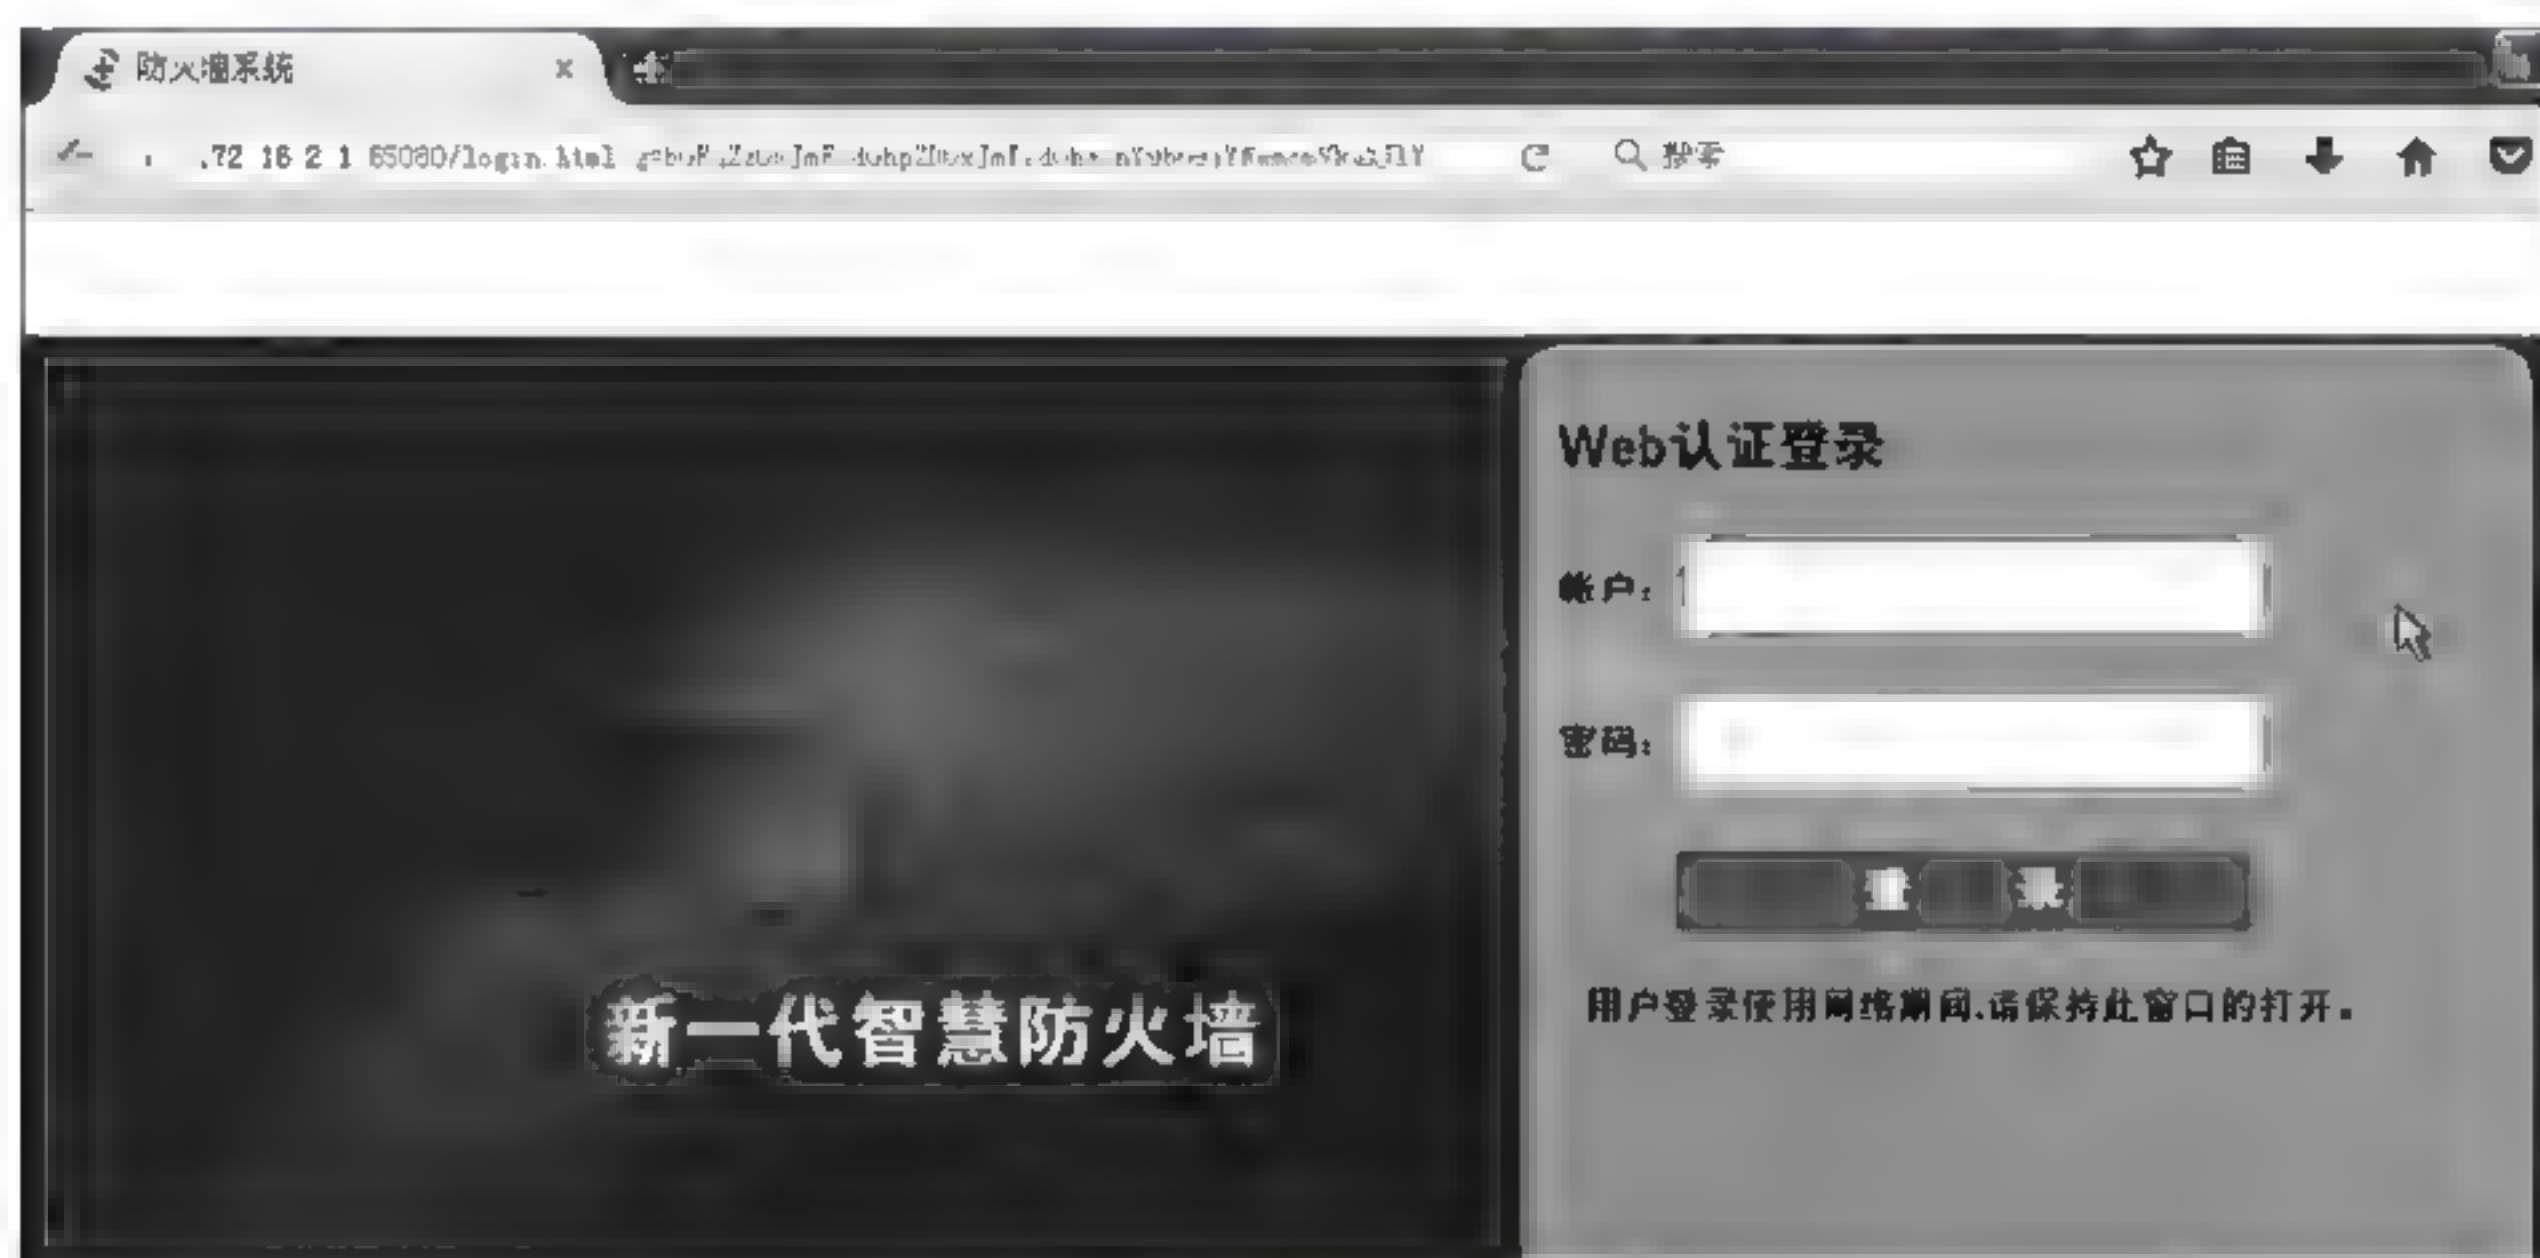 防火墙系统
.72 16 2 1 65080/login.html
搜索
Web认证登录
帐户:
密码:
登 录
新一代智慧防火墙
用户登录使用网络期间,请保持此窗口的打开。